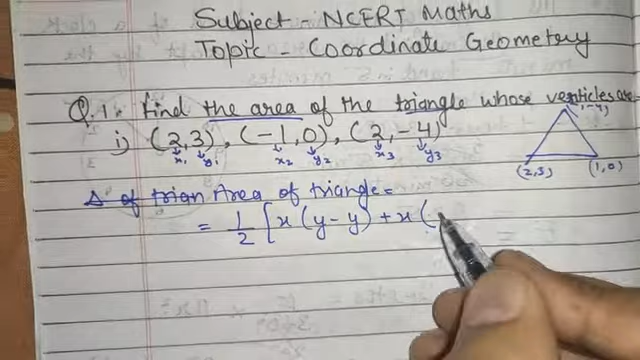 Subject - NCERT Maths
Topic - Coordinate Geometry
Q.1. Find the area of the triangle whose verticles are
i) (2,3), (-1,0), (2,-4)
x₁ y₁ x₂ y₂ x₃ y₃
(2,3) (1,0)
Δ of trian Area of triangle =
= 1/2 [x(y-y) + x(